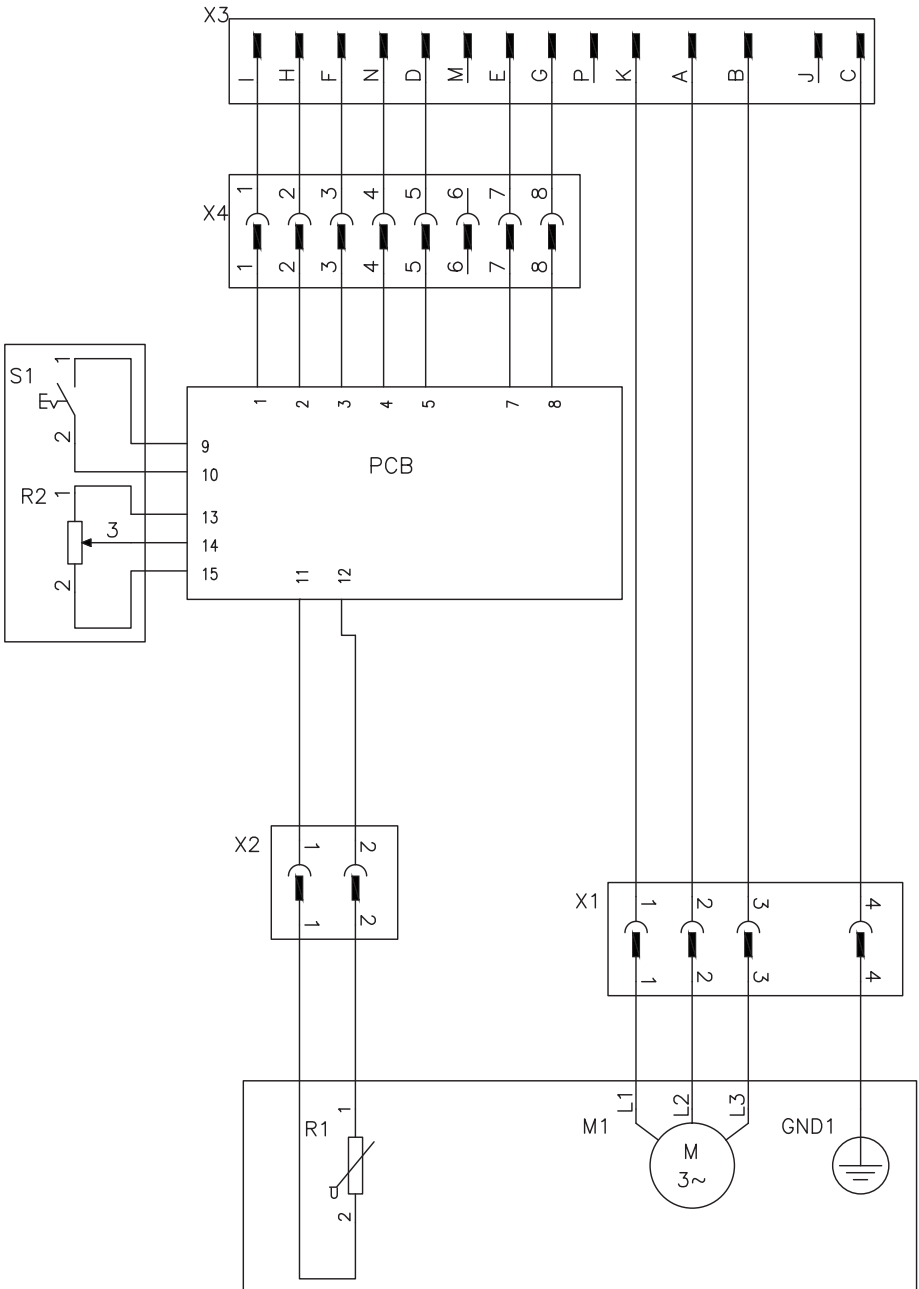 X3
I H F N D M E G P K A B J C
1 2 3 4 5 6 7 8
X4
1 2 3 4 5 6 7 8
S1
1
2
1 2 3 4 5 7 8
PCB
9
10
13
14
15
11 12
R2
1
3
2
X2
1 2
1 2
X1
1 2 3 4
1 2 3 4
R1
1
2
M1
L1 L2 L3
M
3~
GND1